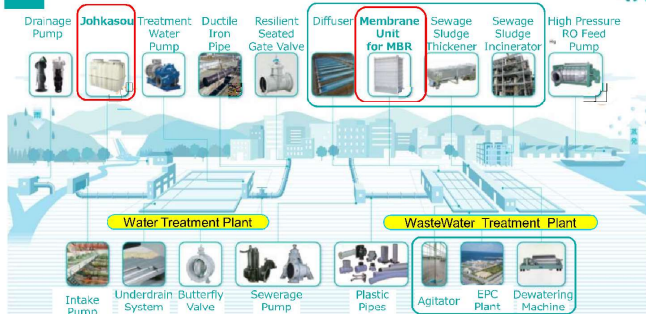 Drainage
Pump
Johkasou
Treatment
Water
Pump
Ductile
Iron
Pipe
Resilient
Seated
Gate Valve
Diffuser
Membrane
Unit
for MBR
Sewage
Sludge
Thickener
Sewage
Sludge
Incinerator
High Pressure
RO Feed
Pump
Water Treatment Plant
WasteWater Treatment Plant
Intake
Pump
Underdrain
System
Butterfly
Valve
Sewerage
Pump
Plastic
Pipes
Agitator
EPC
Plant
Dewatering
Machine